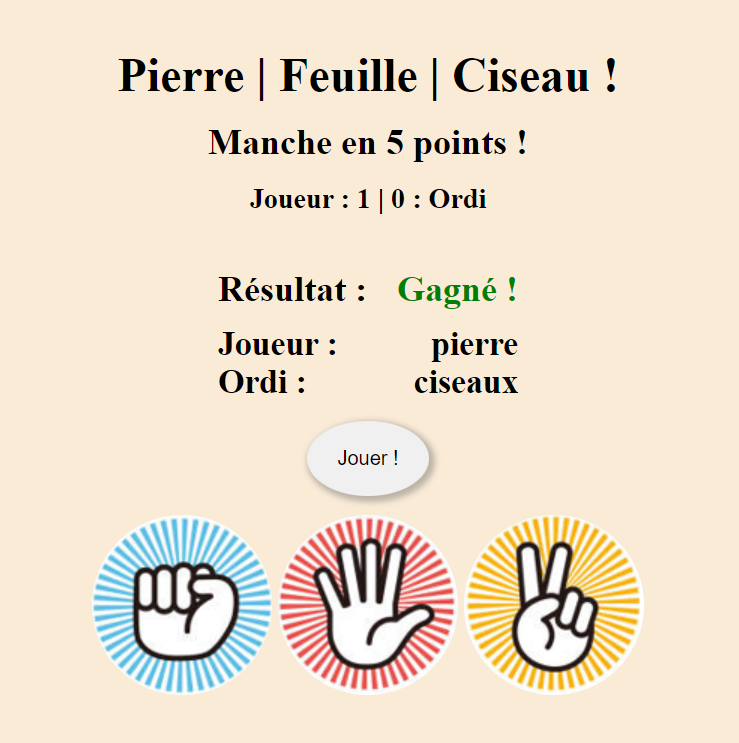 Pierre | Feuille | Ciseau !
Manche en 5 points !
Joueur : 1 | 0 : Ordi
Résultat : Gagné !
Joueur : pierre
Ordi : ciseaux
Jouer !